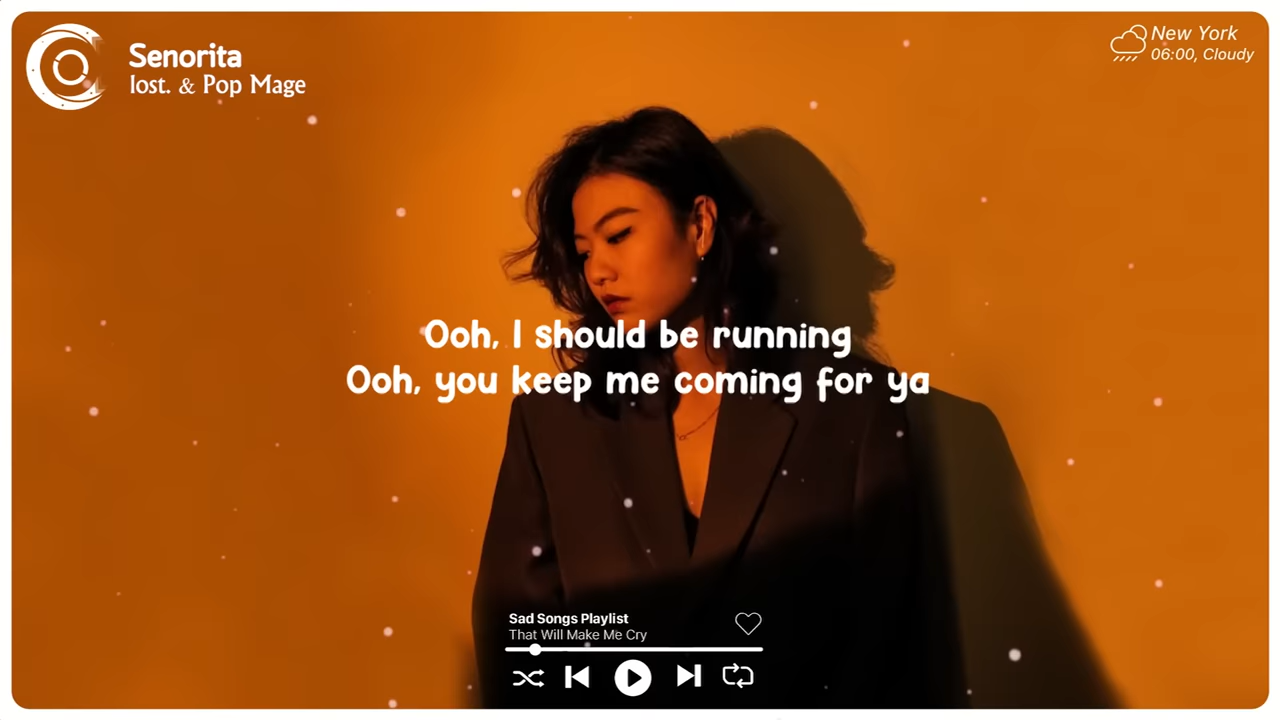 Senorita
lost. & Pop Mage
New York
06:00, Cloudy
Ooh, I should be running
Ooh, you keep me coming for ya
Sad Songs Playlist
That Will Make Me Cry